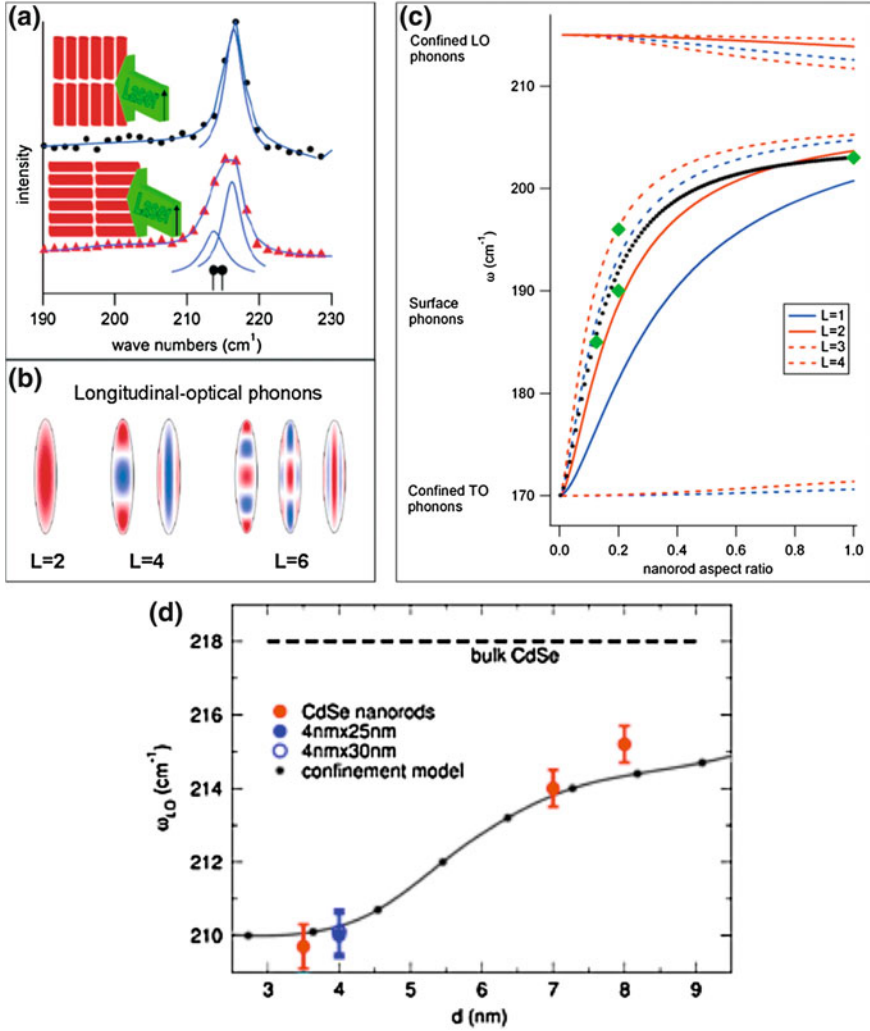 (a)
Laser
Laser
intensity
190 200 210 220 230
wave numbers (cm¹)
(b)
Longitudinal-optical phonons
L=2 L=4 L=6
(c)
Confined LO
phonons
Surface
phonons
Confined TO
phonons
ω (cm⁻¹)
210
200
190
180
170
L=1
L=2
L=3
L=4
0.0 0.2 0.4 0.6 0.8 1.0
nanorod aspect ratio
(d)
ω_LO (cm⁻¹)
218
216
214
212
210
bulk CdSe
CdSe nanorods
4nmx25nm
4nmx30nm
confinement model
3 4 5 6 7 8 9
d (nm)